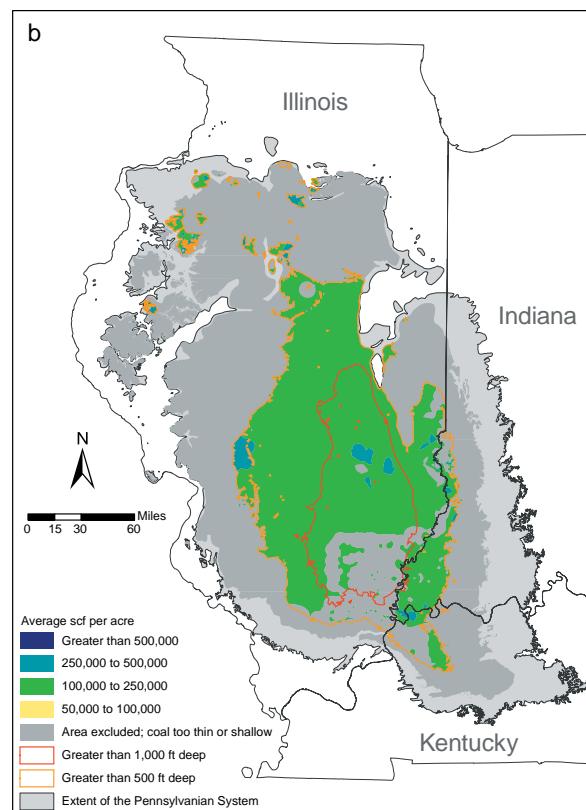 b
Illinois
Indiana
N
Miles
0 15 30 60
Average scf per acre
Greater than 500,000
250,000 to 500,000
100,000 to 250,000
50,000 to 100,000
Area excluded; coal too thin or shallow
Greater than 1,000 ft deep
Greater than 500 ft deep
Extent of the Pennsylvanian System
Kentucky